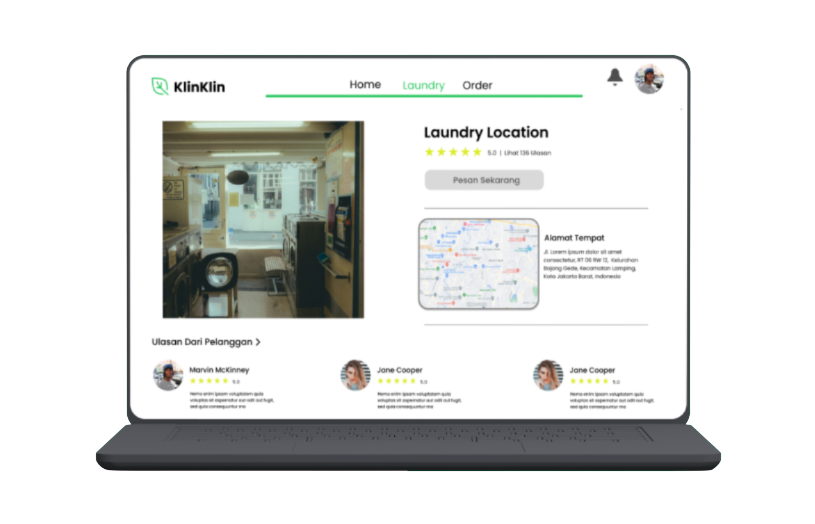 KlinKlin
Home Laundry Order
Laundry Location
5.0 | Lihat 136 Ulasan
Pesan Sekarang
Alamat Tempat
Jl. Lorem ipsum dolor sit amet
consectetur, RT 06 RW 12, Kelurahan
Bojong Gede, Kecamatan Lamping,
Kota Jakarta Barat, Indonesia
Ulasan Dari Pelanggan >
Marvin McKinney
5.0
Nemo enim ipsam voluptatem quia
voluptas sit aspernatur aut odit aut fugit,
sed quia consequuntur ma
Jane Cooper
5.0
Nemo enim ipsam voluptatem quia
voluptas sit aspernatur aut odit aut fugit,
sed quia consequuntur ma
Jane Cooper
5.0
Nemo enim ipsam voluptatem quia
voluptas sit aspernatur aut odit aut fugit,
sed quia consequuntur ma